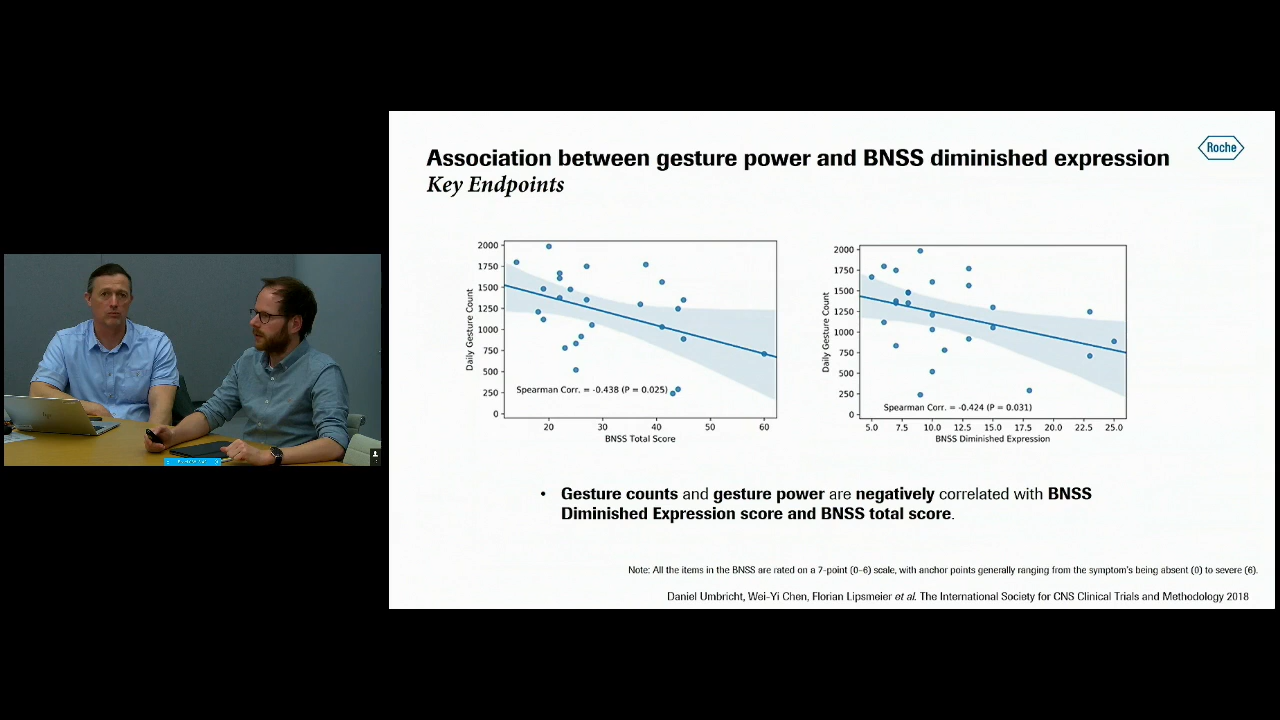 Association between gesture power and BNSS diminished expression
Roche
Key Endpoints
2000
1750
1500
1250
1000
750
500
250
0
Daily Gesture Count
Spearman Corr. = -0.438 (P = 0.025)
20
30
40
50
60
BNSS Total Score
2000
1750
1500
1250
1000
750
500
250
0
Daily Gesture Count
Spearman Corr. = -0.424 (P = 0.031)
5.0
7.5
10.0
12.5
15.0
17.5
20.0
22.5
25.0
BNSS Diminished Expression
• Gesture counts and gesture power are negatively correlated with BNSS
Diminished Expression score and BNSS total score.
Note: All the items in the BNSS are rated on a 7-point (0–6) scale, with anchor points generally ranging from the symptom's being absent (0) to severe (6).
Daniel Umbricht, Wei-Yi Chen, Florian Lipsmeier et al. The International Society for CNS Clinical Trials and Methodology 2018